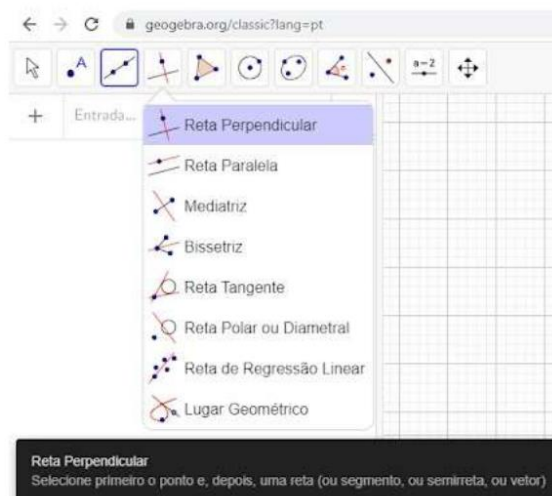 geogebra.org/classic?lang=pt
A
a=2
+ Entrada...
Reta Perpendicular
Reta Paralela
Mediatriz
Bissetriz
Reta Tangente
Reta Polar ou Diametral
Reta de Regressão Linear
Lugar Geométrico
Reta Perpendicular
Selecione primeiro o ponto e, depois, uma reta (ou segmento, ou semirreta, ou vetor)